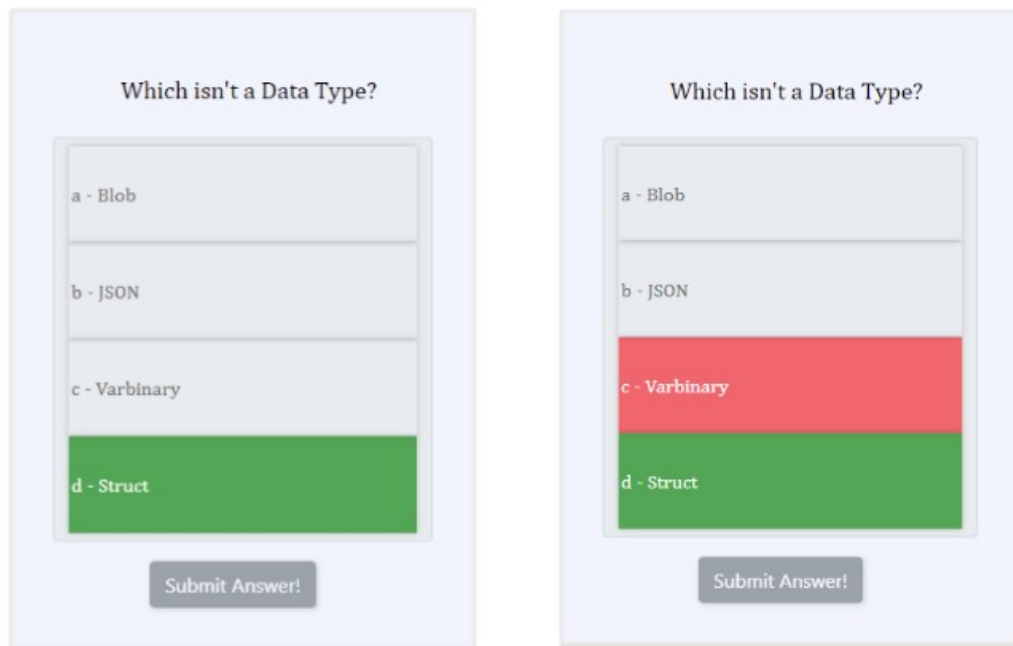 Which isn't a Data Type?
a - Blob
b - JSON
c - Varbinary
d - Struct
Submit Answer!
Which isn't a Data Type?
a - Blob
b - JSON
c - Varbinary
d - Struct
Submit Answer!